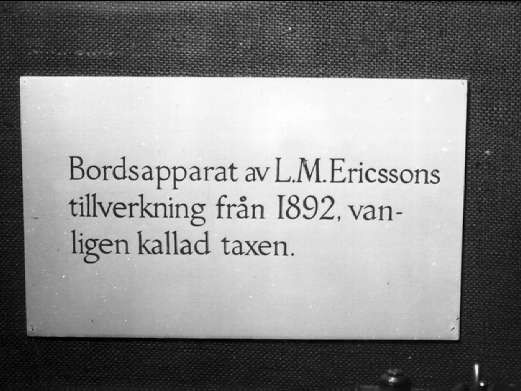 Bordsapparat av L.M.Ericssons
tillverkning från 1892, van-
ligen kallad taxen.